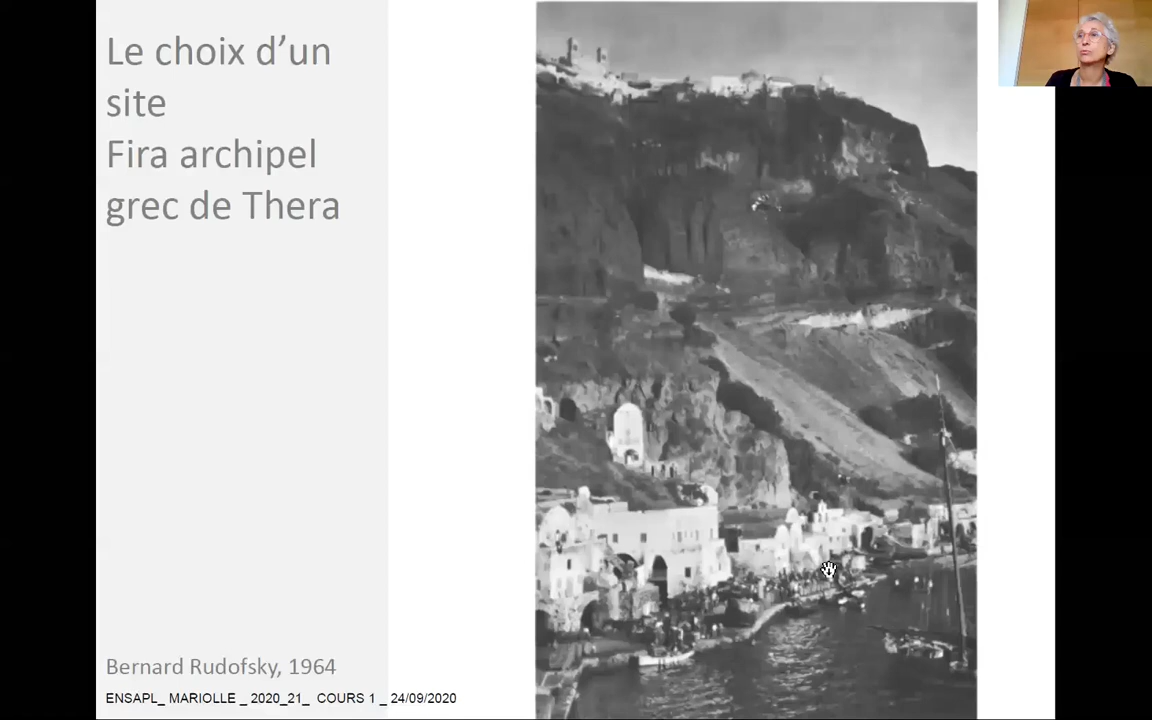 Le choix d’un
site
Fira archipel
grec de Thera
Bernard Rudofsky, 1964
ENSAPL_ MARIOLLE _ 2020_21_ COURS 1 _ 24/09/2020